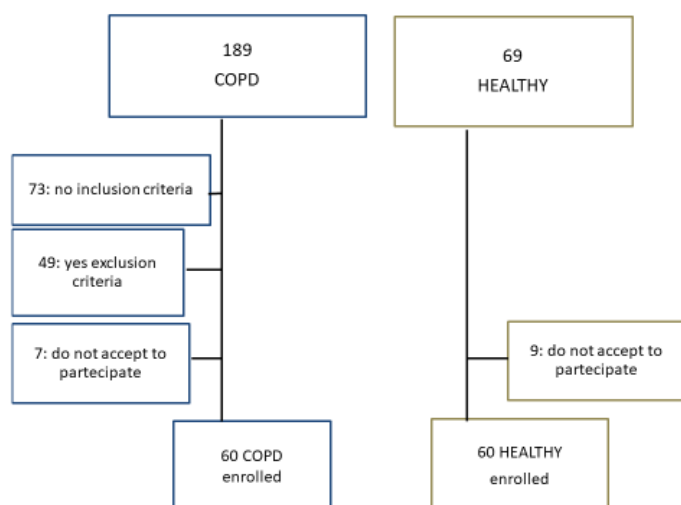 189
COPD
69
HEALTHY
73: no inclusion criteria
49: yes exclusion
criteria
7: do not accept to
partecipate
9: do not accept to
partecipate
60 COPD
enrolled
60 HEALTHY
enrolled